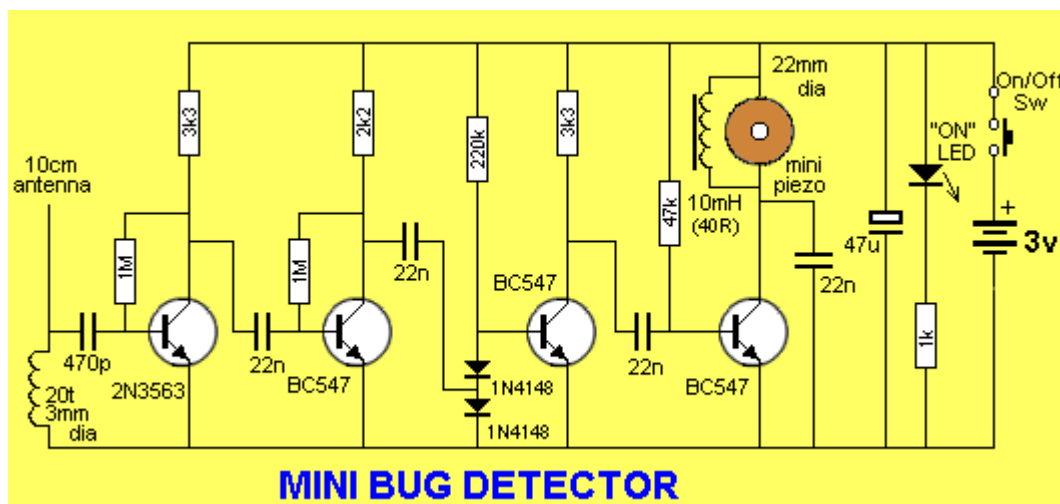 3k3
2k2
220k
3k3
22mm
dia
On/Off
Sw
"ON"
LED
10cm
antenna
mini
piezo
10mH
(40R)
47k
1M
1M
22n
BC547
47u
+
3v
22n
470p
22n
22n
1k
20t
3mm
dia
2N3563
BC547
1N4148
BC547
1N4148
MINI BUG DETECTOR